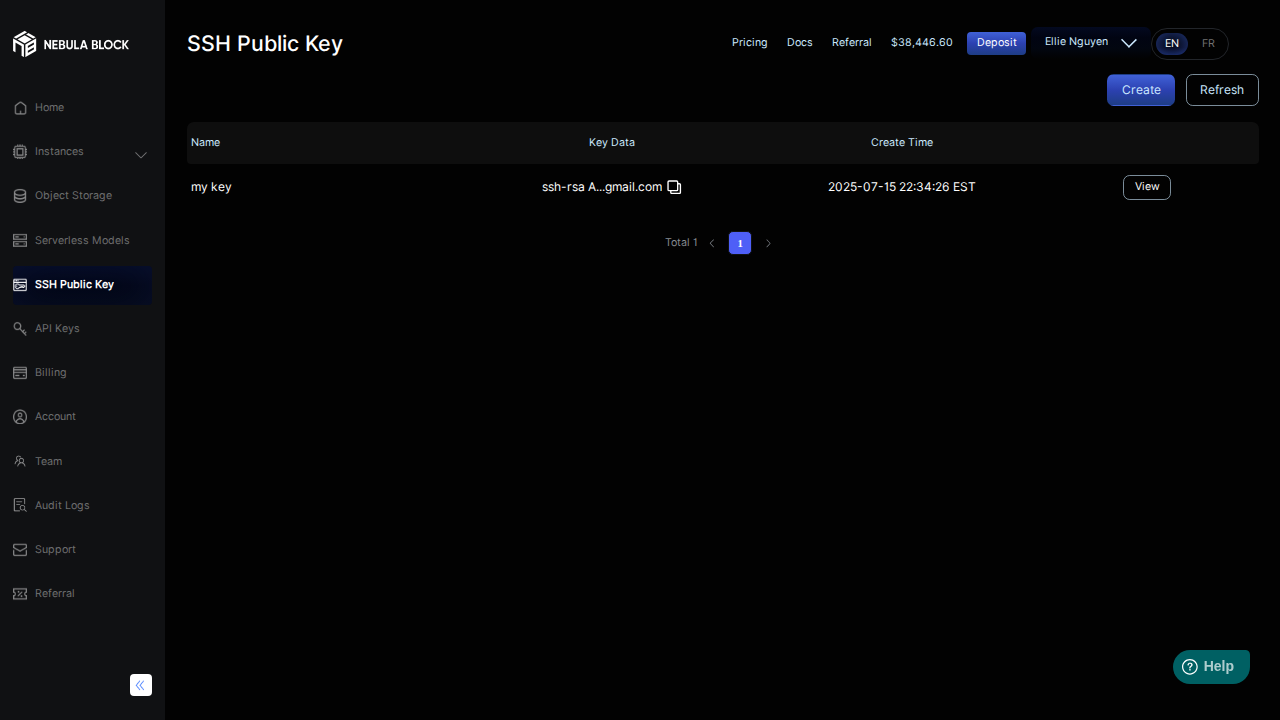 NEBULA BLOCK
SSH Public Key
Pricing
Docs
Referral
$38,446.60
Deposit
Ellie Nguyen
EN
FR
Create
Refresh
Home
Instances
Object Storage
Serverless Models
SSH Public Key
API Keys
Billing
Account
Team
Audit Logs
Support
Referral
Name
Key Data
Create Time
my key
ssh-rsa A...gmail.com
2025-07-15 22:34:26 EST
View
Total 1
1
Help